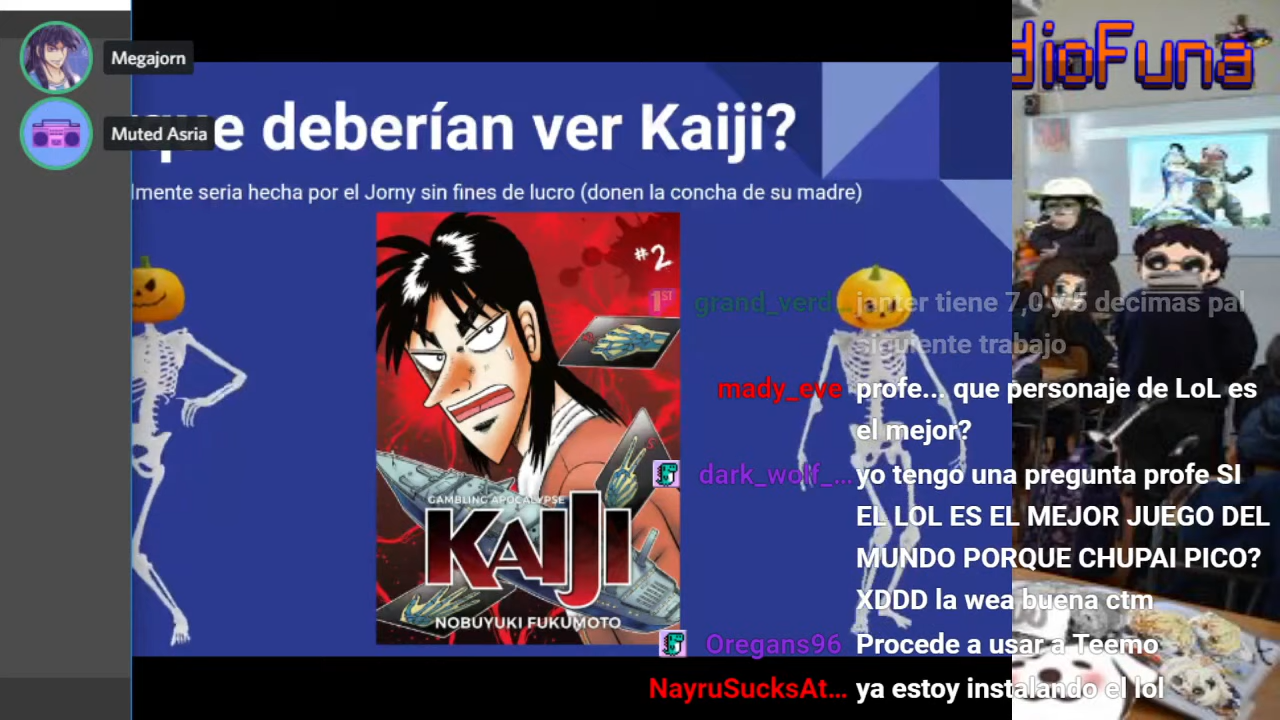 Megajorn
Muted Asria
que deberían ver Kaiji?
lmente seria hecha por el Jorny sin fines de lucro (donen la concha de su madre)
dioFuna
#2
GAMBLING APOCALYPSE
KAIJI
NOBUYUKI FUKUMOTO
1ST grand_verd… janter tiene 7,0 y 5 decimas pal
siguiente trabajo
mady_eve profe... que personaje de LoL es
el mejor?
dark_wolf_… yo tengo una pregunta profe SI
EL LOL ES EL MEJOR JUEGO DEL
MUNDO PORQUE CHUPAI PICO?
XDDD la wea buena ctm
Oregans96 Procede a usar a Teemo
NayruSucksAt… ya estoy instalando el lol